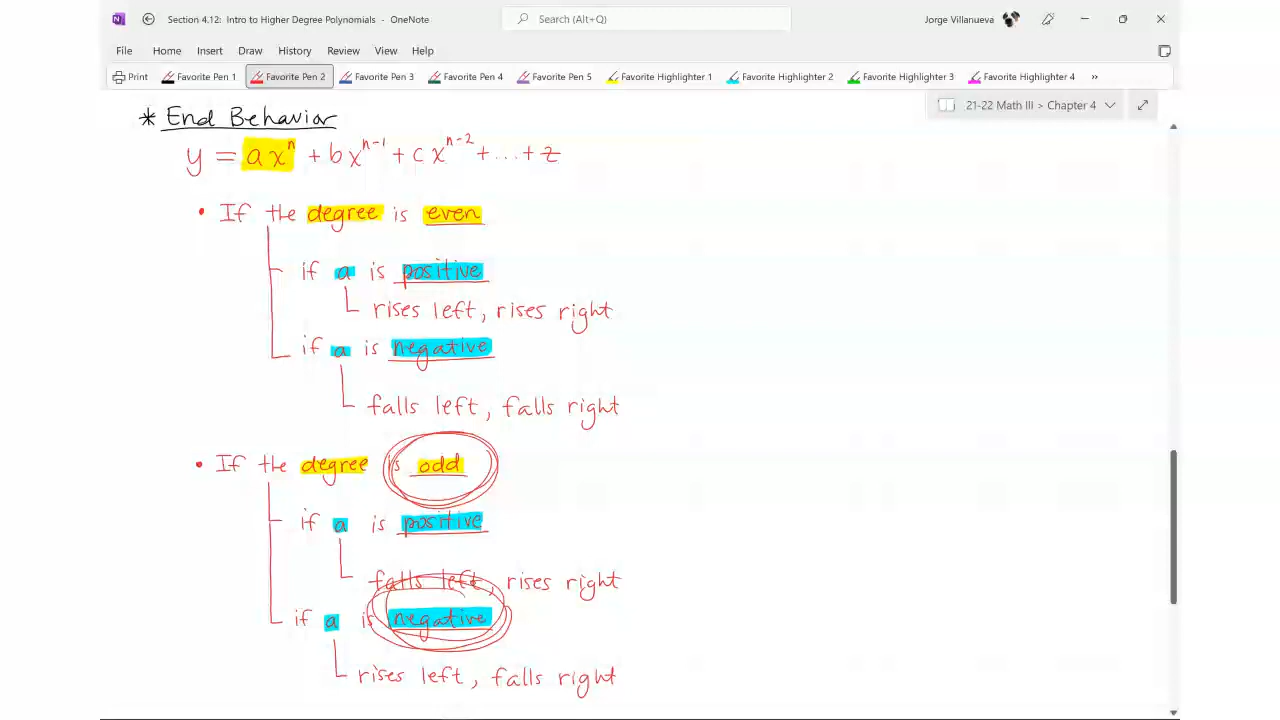 Section 4.12: Intro to Higher Degree Polynomials - OneNote
Search (Alt+Q)
Jorge Villanueva
File Home Insert Draw History Review View Help
Print Favorite Pen 1 Favorite Pen 2 Favorite Pen 3 Favorite Pen 4 Favorite Pen 5 Favorite Highlighter 1 Favorite Highlighter 2 Favorite Highlighter 3 Favorite Highlighter 4 »
21-22 Math III > Chapter 4
* End Behavior
y = ax^n + bx^{n-1} + cx^{n-2} + ... + z
• If the degree is even
if a is positive
rises left, rises right
if a is negative
falls left, falls right
• If the degree is odd
if a is positive
falls left, rises right
if a is negative
rises left, falls right